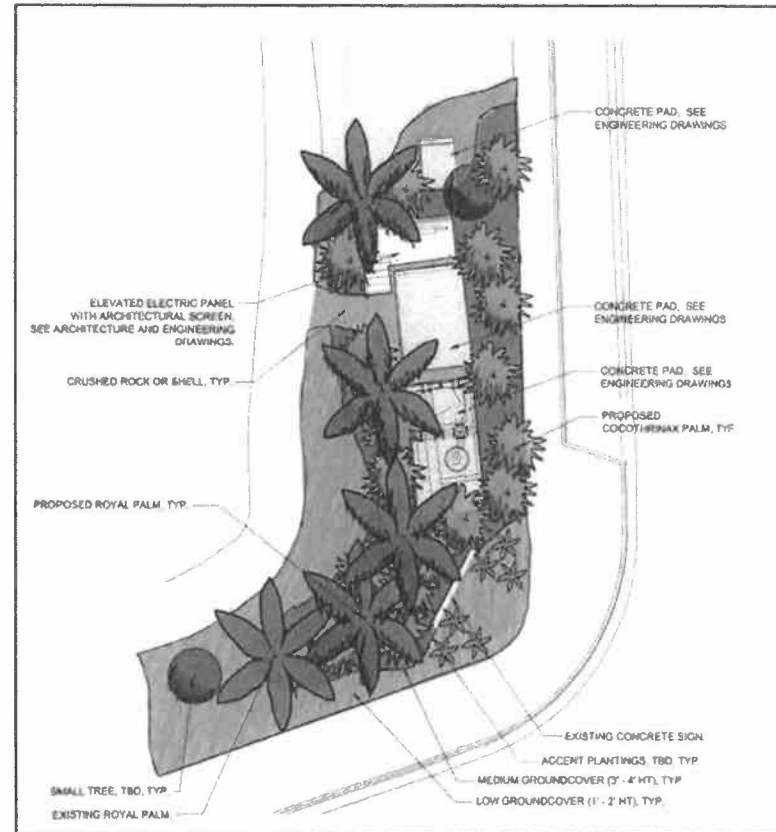 CONCRETE PAD, SEE
ENGINEERING DRAWINGS
ELEVATED ELECTRIC PANEL
WITH ARCHITECTURAL SCREEN.
SEE ARCHITECTURE AND ENGINEERING
DRAWINGS.
CONCRETE PAD, SEE
ENGINEERING DRAWINGS
CRUSHED ROCK OR SHELL, TYP.
CONCRETE PAD, SEE
ENGINEERING DRAWINGS
PROPOSED
COCOTHRINAX PALM, TYP
PROPOSED ROYAL PALM, TYP.
EXISTING CONCRETE SIGN
ACCENT PLANTINGS, TBD, TYP.
MEDIUM GROUNDCOVER (3' - 4' HT), TYP
SMALL TREE, TBD, TYP.
LOW GROUNDCOVER (1' - 2' HT), TYP.
EXISTING ROYAL PALM.